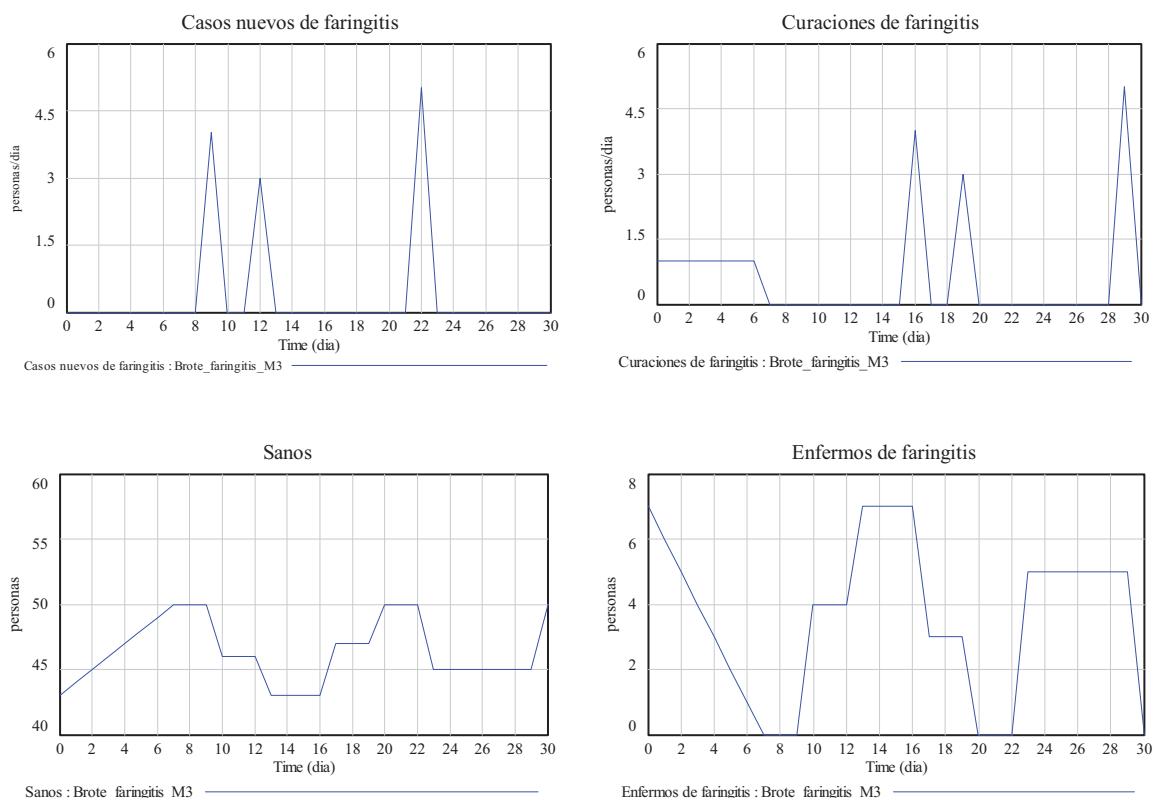 Casos nuevos de faringitis
6
4.5
3
1.5
0
personas/dia
0 2 4 6 8 10 12 14 16 18 20 22 24 26 28 30
Time (dia)
Casos nuevos de faringitis : Brote_faringitis_M3
Curaciones de faringitis
6
4.5
3
1.5
0
personas/dia
0 2 4 6 8 10 12 14 16 18 20 22 24 26 28 30
Time (dia)
Curaciones de faringitis : Brote_faringitis_M3
Sanos
60
55
50
45
40
personas
0 2 4 6 8 10 12 14 16 18 20 22 24 26 28 30
Time (dia)
Sanos : Brote_faringitis_M3
Enfermos de faringitis
8
6
4
2
0
personas
0 2 4 6 8 10 12 14 16 18 20 22 24 26 28 30
Time (dia)
Enfermos de faringitis : Brote_faringitis_M3